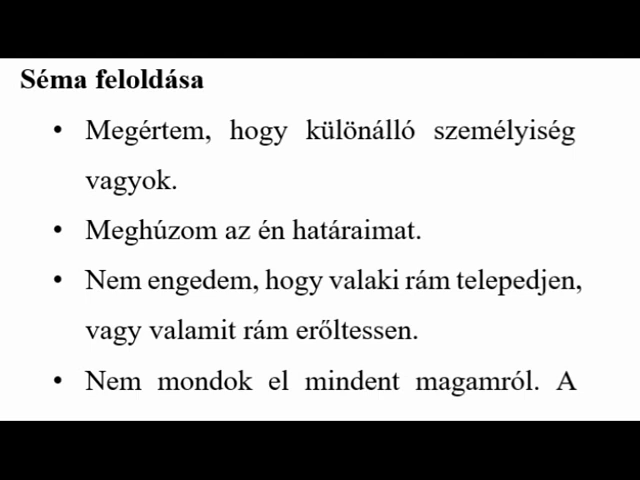 Séma feloldása
• Megértem, hogy különálló személyiség
vagyok.
• Meghúzom az én határaimat.
• Nem engedem, hogy valaki rám telepedjen,
vagy valamit rám erőltessen.
• Nem mondok el mindent magamról. A